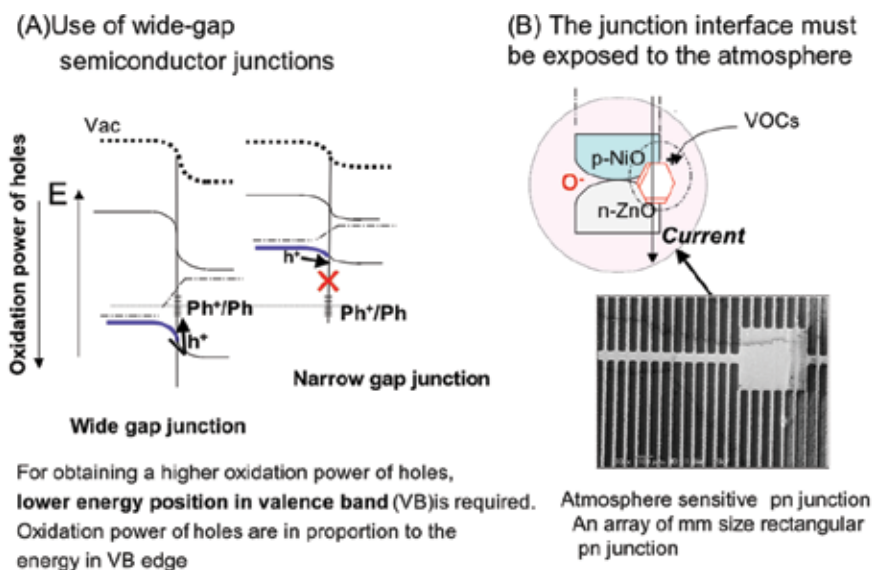 (A)Use of wide-gap
semiconductor junctions
Vac
E
Oxidation power of holes
h⁺
Ph⁺/Ph
Ph⁺/Ph
h⁺
Narrow gap junction
Wide gap junction
For obtaining a higher oxidation power of holes,
lower energy position in valence band (VB)is required.
Oxidation power of holes are in proportion to the
energy in VB edge
(B) The junction interface must
be exposed to the atmosphere
VOCs
p-NiO
O⁻
n-ZnO
Current
Atmosphere sensitive pn junction
An array of mm size rectangular
pn junction